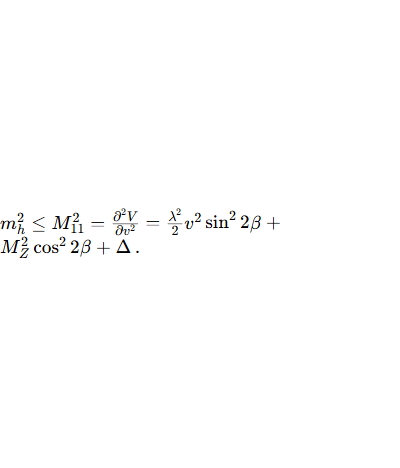 $m_h^2 \leq M_{11}^2 = \frac{\partial^2 V}{\partial v^2} = \frac{\lambda^2}{2} v^2 \sin^2 2\beta +$
$M_Z^2 \cos^2 2\beta + \Delta\,.$